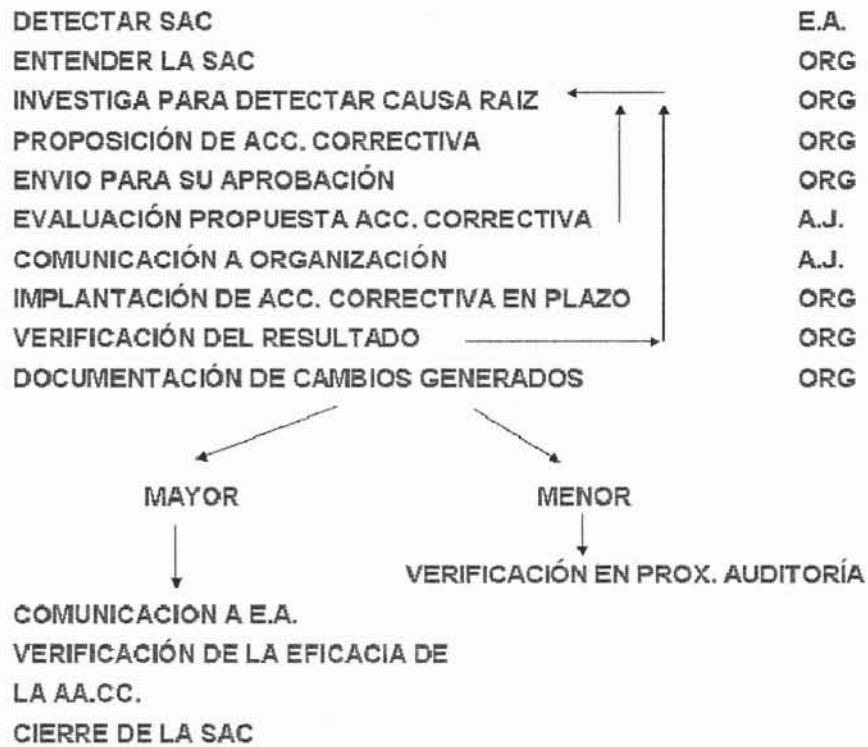 DETECTAR SAC E.A.
ENTENDER LA SAC ORG
INVESTIGA PARA DETECTAR CAUSA RAIZ ORG
PROPOSICIÓN DE ACC. CORRECTIVA ORG
ENVIO PARA SU APROBACIÓN ORG
EVALUACIÓN PROPUESTA ACC. CORRECTIVA A.J.
COMUNICACIÓN A ORGANIZACIÓN A.J.
IMPLANTACIÓN DE ACC. CORRECTIVA EN PLAZO ORG
VERIFICACIÓN DEL RESULTADO ORG
DOCUMENTACIÓN DE CAMBIOS GENERADOS ORG
MAYOR MENOR
VERIFICACIÓN EN PROX. AUDITORÍA
COMUNICACION A E.A.
VERIFICACIÓN DE LA EFICACIA DE
LA AA.CC.
CIERRE DE LA SAC